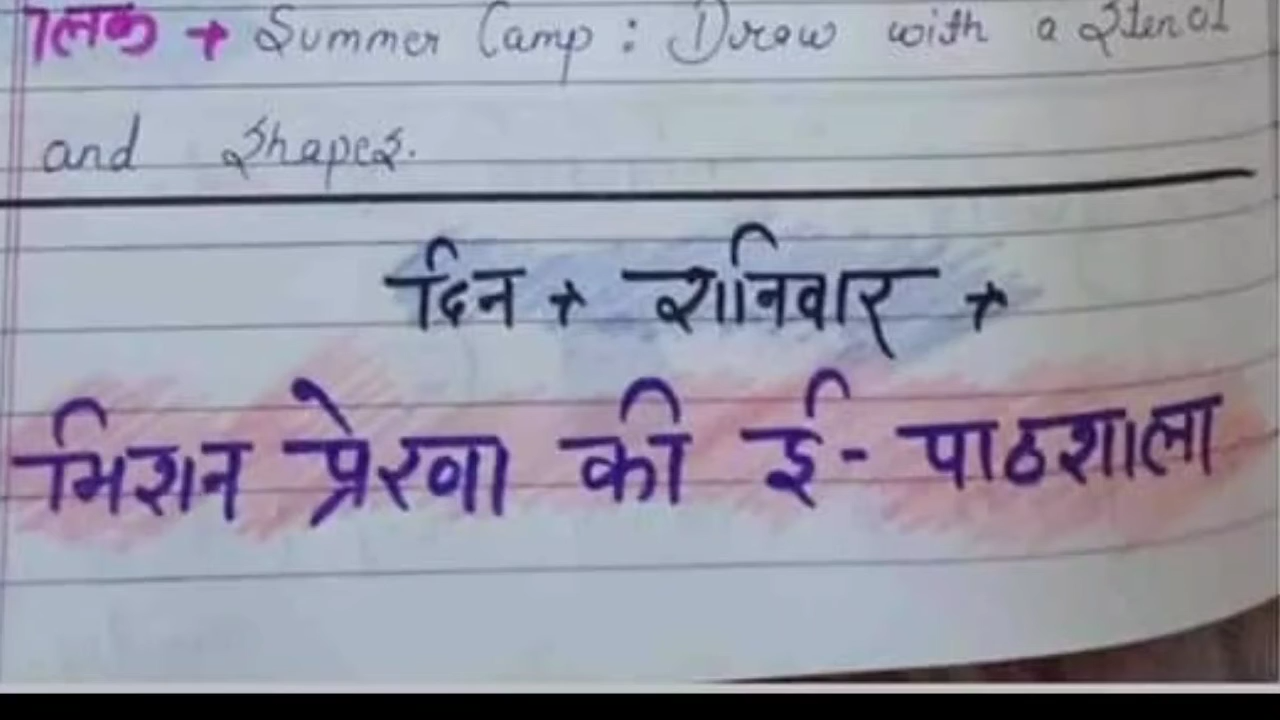 → Summer Camp : Draw with a Stencil
and Shapes.
दिन → शनिवार →
मिशन प्रेरणा की ई- पाठशाला